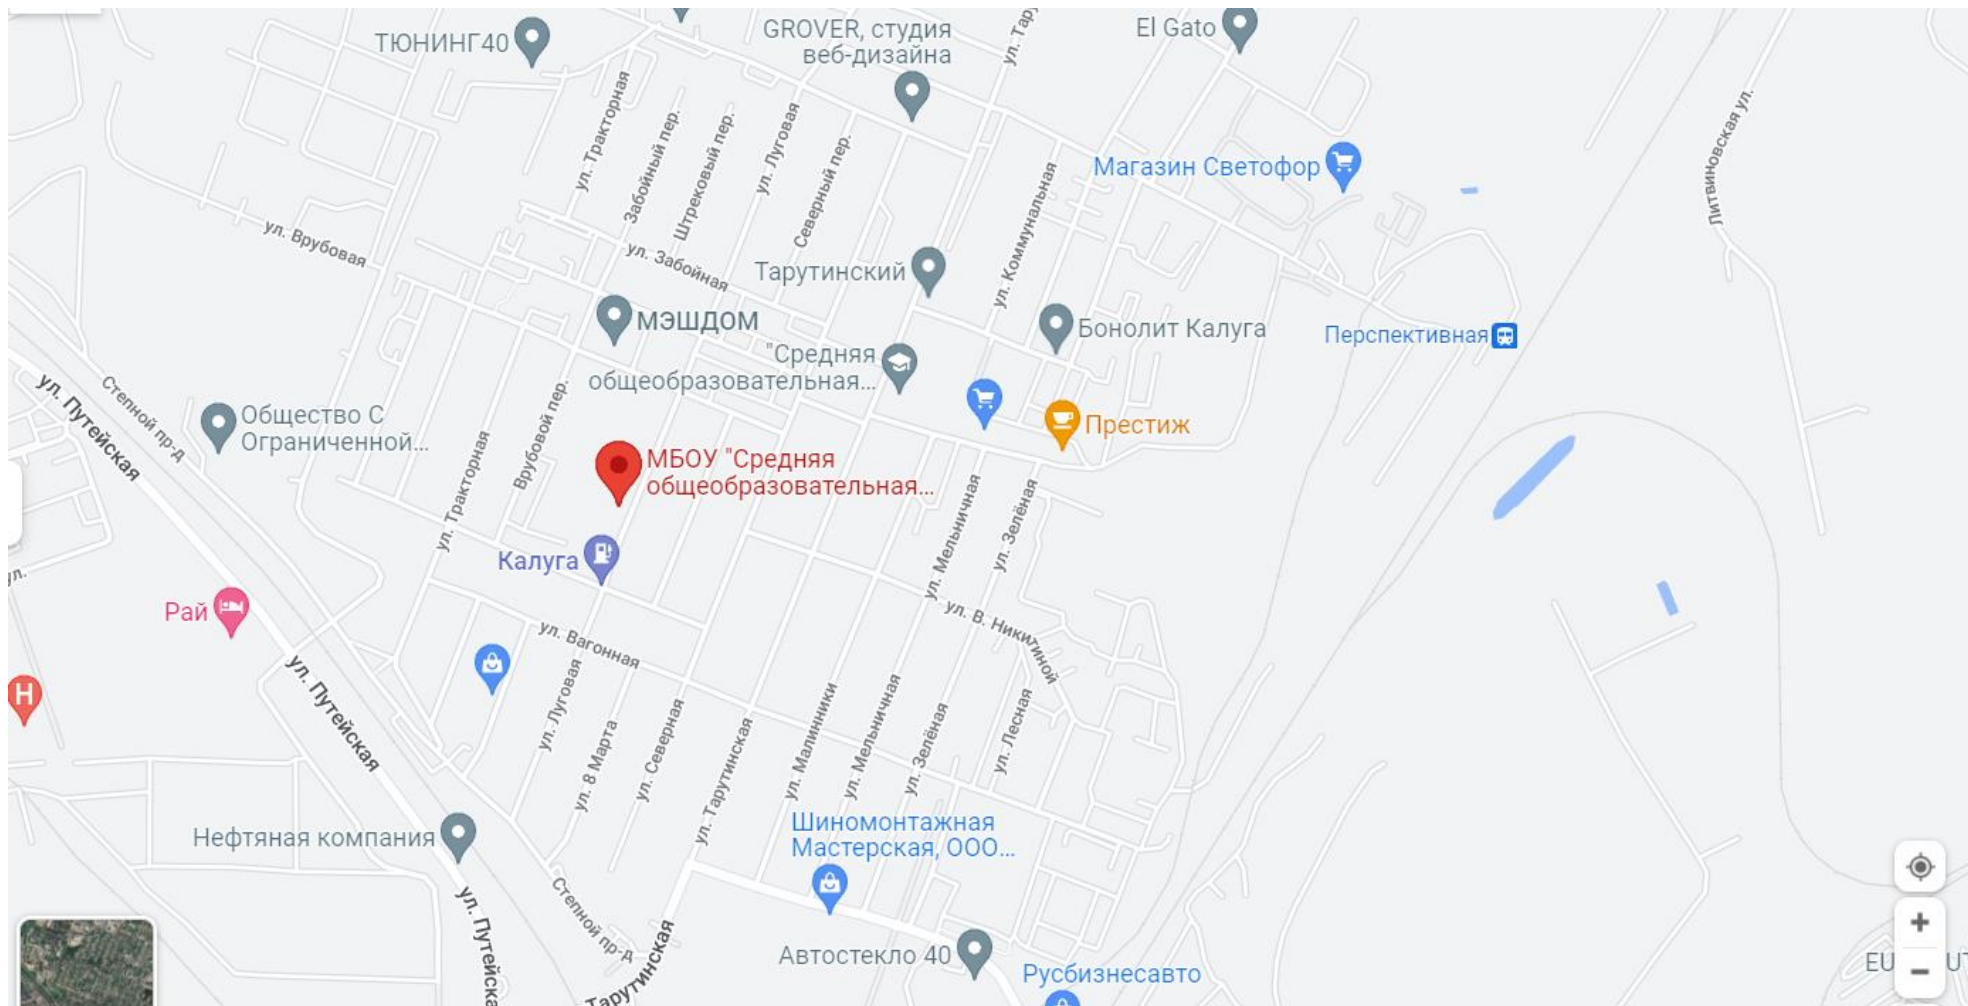 ТЮНИНГ40
GROVER, студия
веб-дизайна
El Gato
ул. Тракторная
Забойный пер.
Штрековый пер.
ул. Луговая
Северный пер.
Магазин Светофор
Литвиновская ул.
ул. Врубовая
ул. Забойная
Тарутинский
ул. Коммунальная
МЭШДОМ
Бонолит Калуга
Перспективная
"Средняя
общеобразовательная...
ул. Путейская
Степной пр-д
Общество С
Ограниченной...
Врубовой пер.
Престиж
ул. Тракторная
МБОУ "Средняя
общеобразовательная...
ул. Мельничная
ул. Зелёная
Калуга
Рай
ул. Вагонная
ул. В. Никитиной
H
ул. Путейская
ул. Луговая
ул. 8 Марта
ул. Северная
ул. Тарутинская
ул. Малинники
ул. Мельничная
ул. Зелёная
ул. Лесная
Нефтяная компания
Шиномонтажная
Мастерская, ООО...
Степной пр-д
Автостекло 40
Русбизнесавто